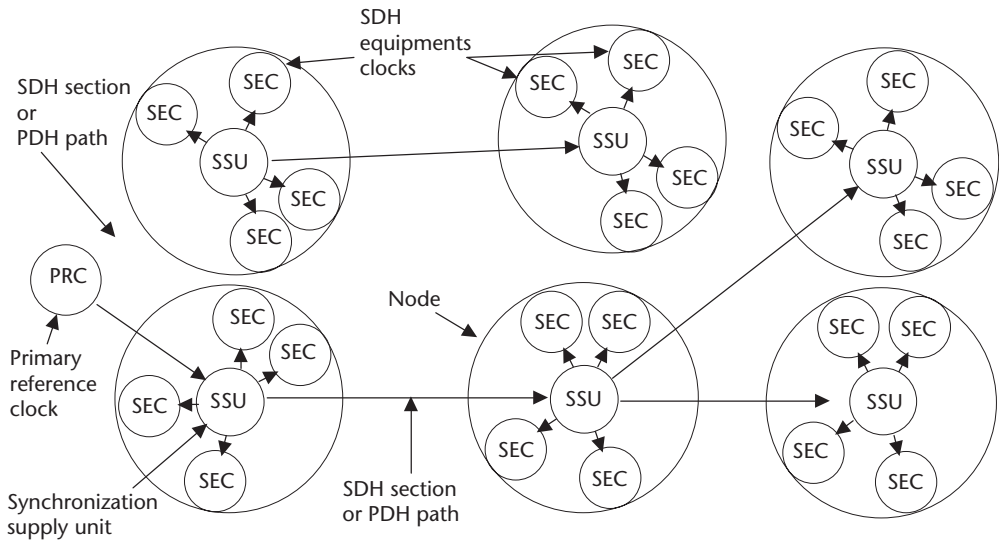 SDH
equipments
clocks
SDH section
or
PDH path
SEC
SEC
SSU
SEC
SEC
SEC
SEC
SSU
SEC
SEC
SEC
SEC
SSU
SEC
SEC
PRC
Primary
reference
clock
SEC
SEC
SEC
SSU
SEC
Synchronization
supply unit
Node
SEC
SEC
SSU
SEC
SEC
SDH section
or PDH path
SEC
SEC
SSU
SEC
SEC